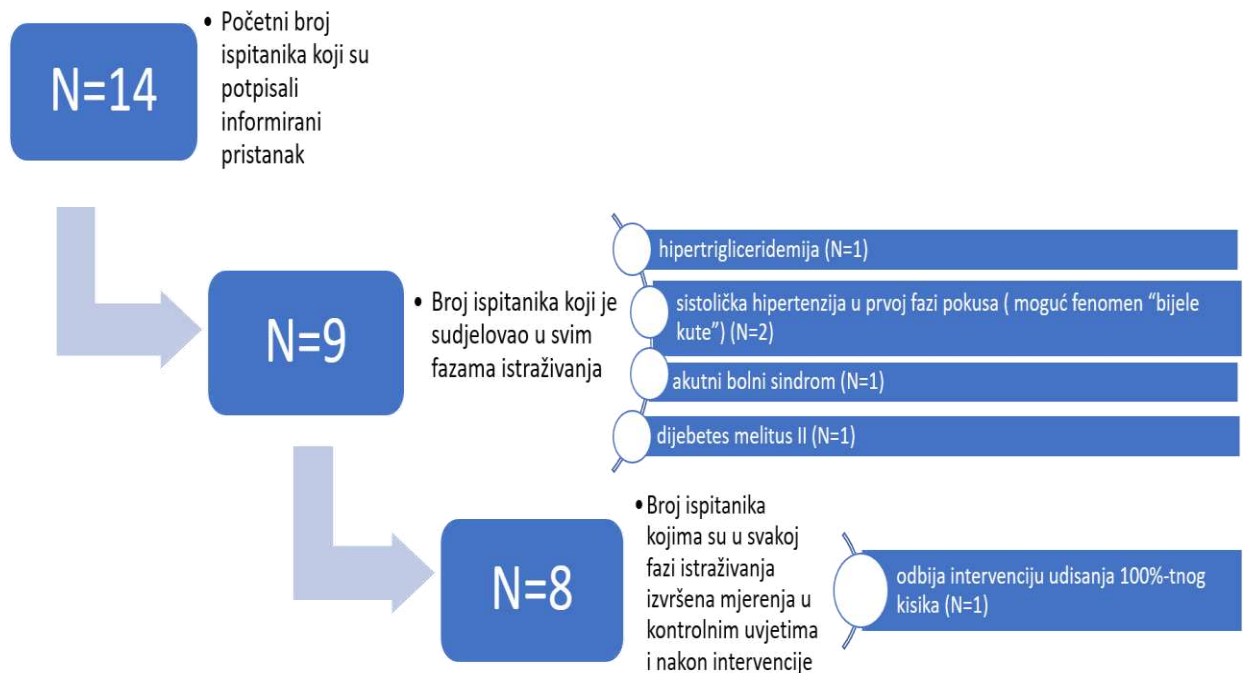 N=14
• Početni broj
ispitanika koji su
potpisali
informirani
pristanak
N=9
• Broj ispitanika koji je
sudjelovao u svim
fazama istraživanja
hipertrigliceridemija (N=1)
sistolička hipertenzija u prvoj fazi pokusa ( moguć fenomen “bijele
kute”) (N=2)
akutni bolni sindrom (N=1)
dijebetes melitus II (N=1)
N=8
• Broj ispitanika
kojima su u svakoj
fazi istraživanja
izvršena mjerenja u
kontrolnim uvjetima
i nakon intervencije
odbija intervenciju udisanja 100%-tnog
kisika (N=1)